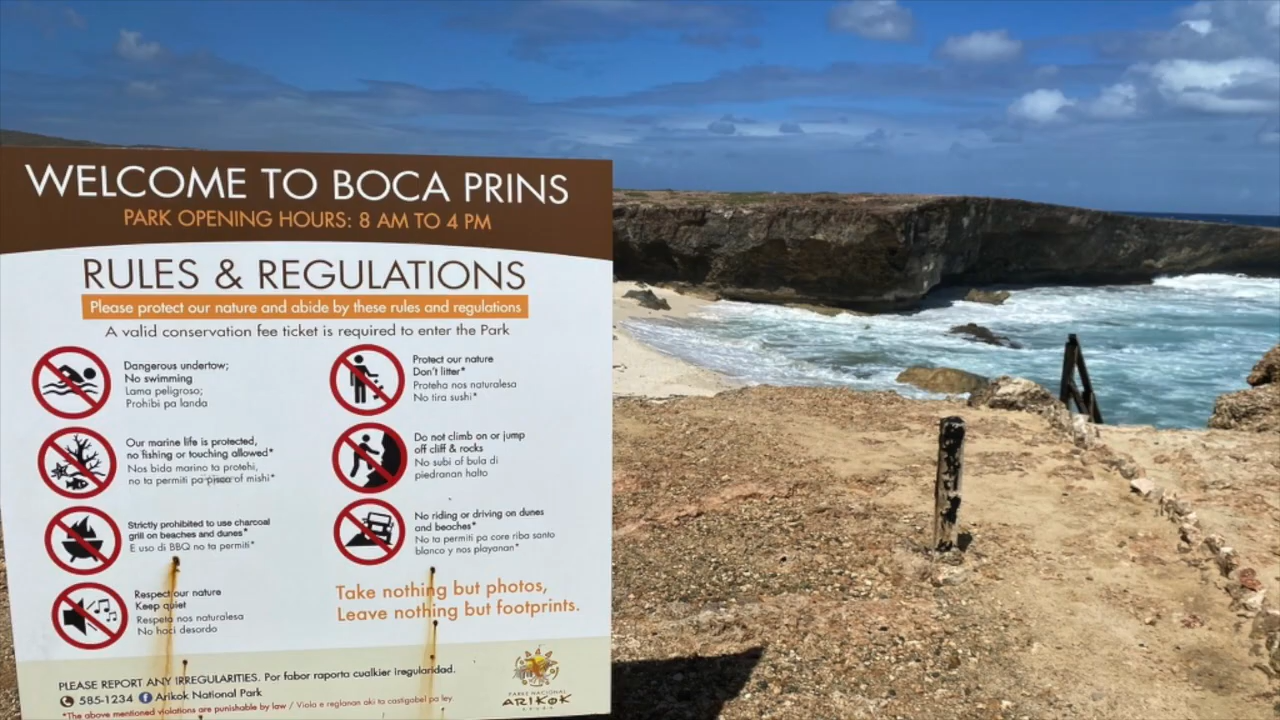 WELCOME TO BOCA PRINS
PARK OPENING HOURS: 8 AM TO 4 PM
RULES & REGULATIONS
Please protect our nature and abide by these rules and regulations
A valid conservation fee ticket is required to enter the Park
Dangerous undertow;
No swimming
Lama peligroso;
Prohibi pa landa
Our marine life is protected,
no fishing or touching allowed*
Nos bida marino ta protehi,
no ta permiti pa pisca of mishi*
Strictly prohibited to use charcoal
grill on beaches and dunes*
E uso di BBQ no ta permiti*
Respect our nature
Keep quiet
Respeta nos naturalesa
No haci desordo
Protect our nature
Don't litter*
Proteha nos naturalesa
No tira sushi*
Do not climb on or jump
off cliff & rocks
No subi of bula di
piedranan halto
No riding or driving on dunes
and beaches*
No ta permiti pa core riba santo
blanco y nos playanan*
Take nothing but photos,
Leave nothing but footprints.
PLEASE REPORT ANY IRREGULARITIES. Por fabor raporta cualkier iregularidad.
585-1234 Arikok National Park
*The above mentioned violations are punishable by law / Viola e reglanan aki ta castigabel pa ley
PARKE NACIONAL
ARIKOK
ARUBA